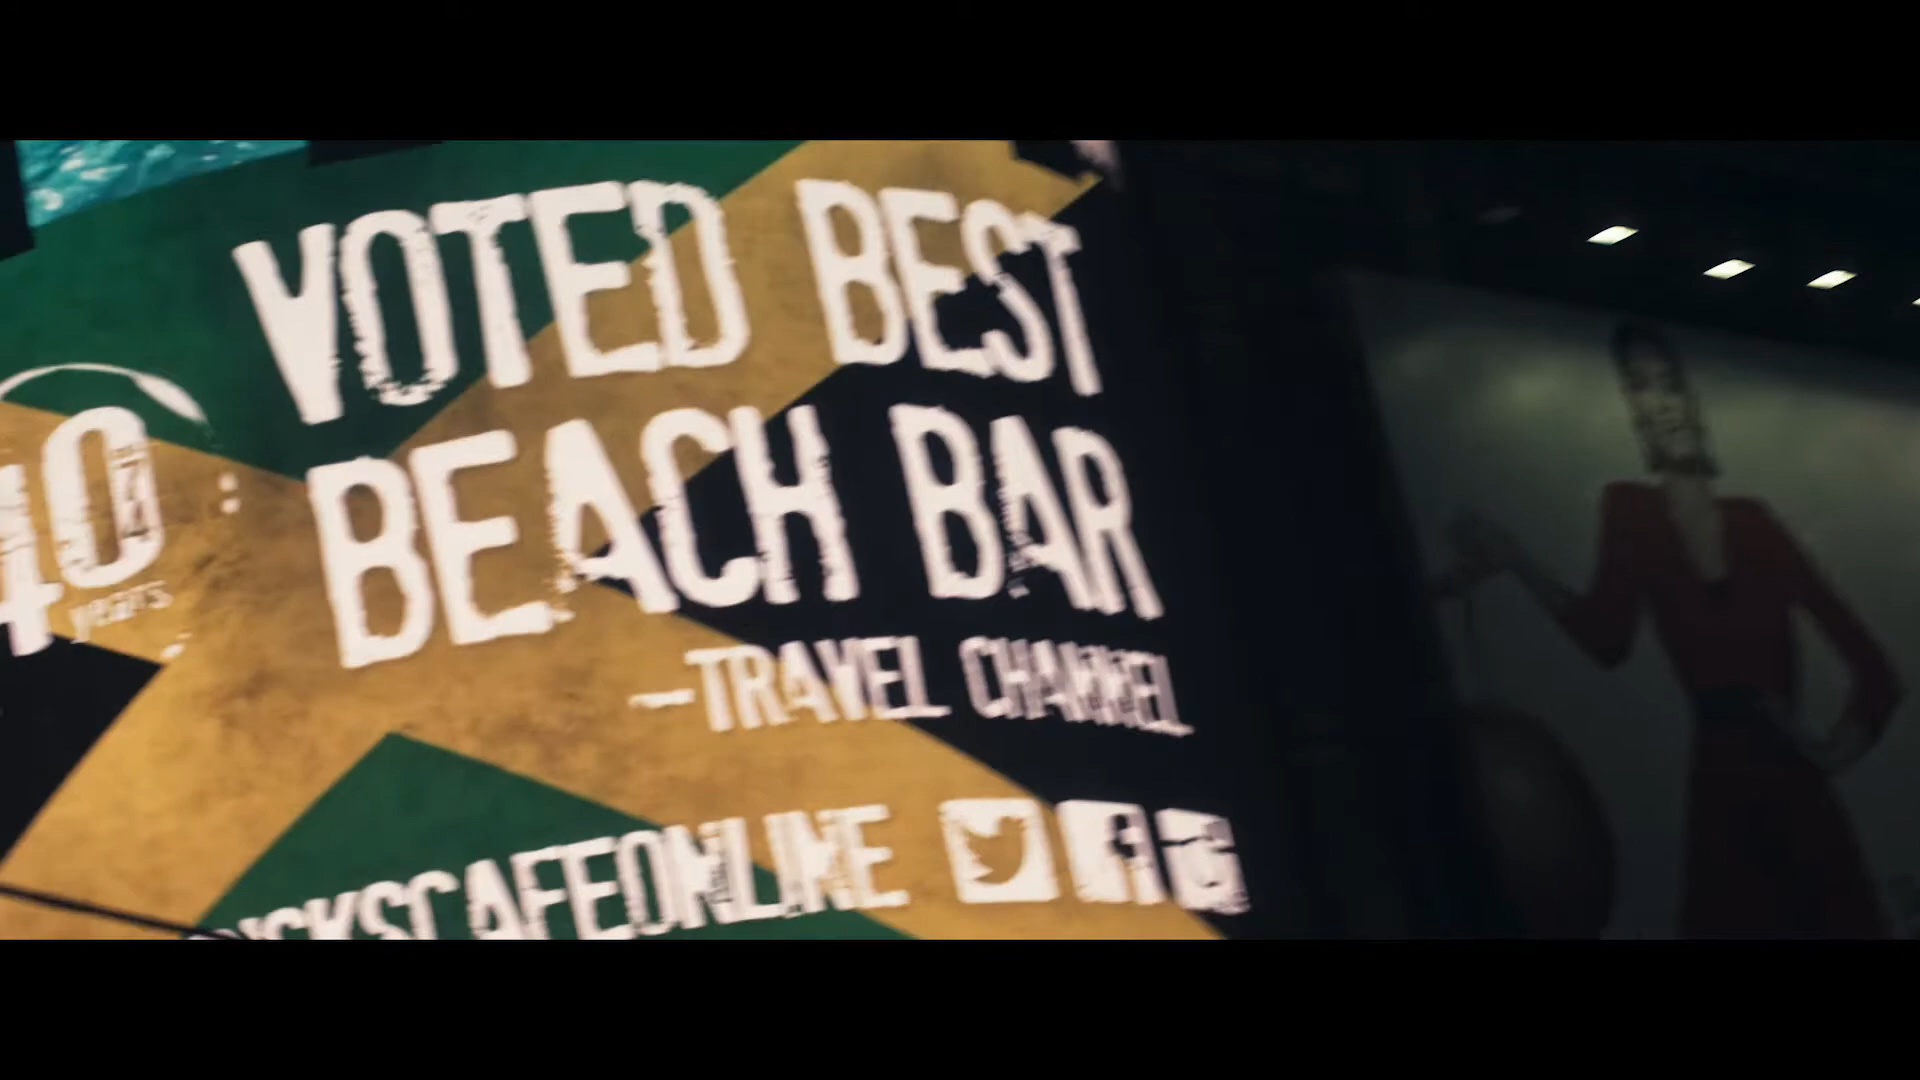 VOTED BEST
40
years
BEACH BAR
—TRAVEL CHANNEL